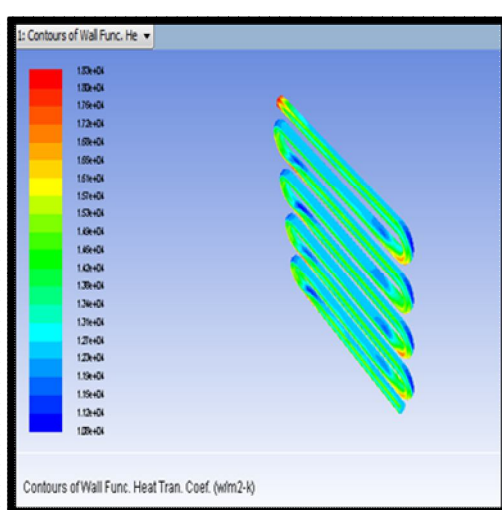 1: Contours of Wall Func. He
1.83e+04
1.80e+04
1.76e+04
1.72e+04
1.68e+04
1.65e+04
1.61e+04
1.57e+04
1.53e+04
1.49e+04
1.46e+04
1.42e+04
1.38e+04
1.34e+04
1.31e+04
1.27e+04
1.23e+04
1.19e+04
1.16e+04
1.12e+04
1.08e+04
Contours of Wall Func. Heat Tran. Coef. (w/m2-k)